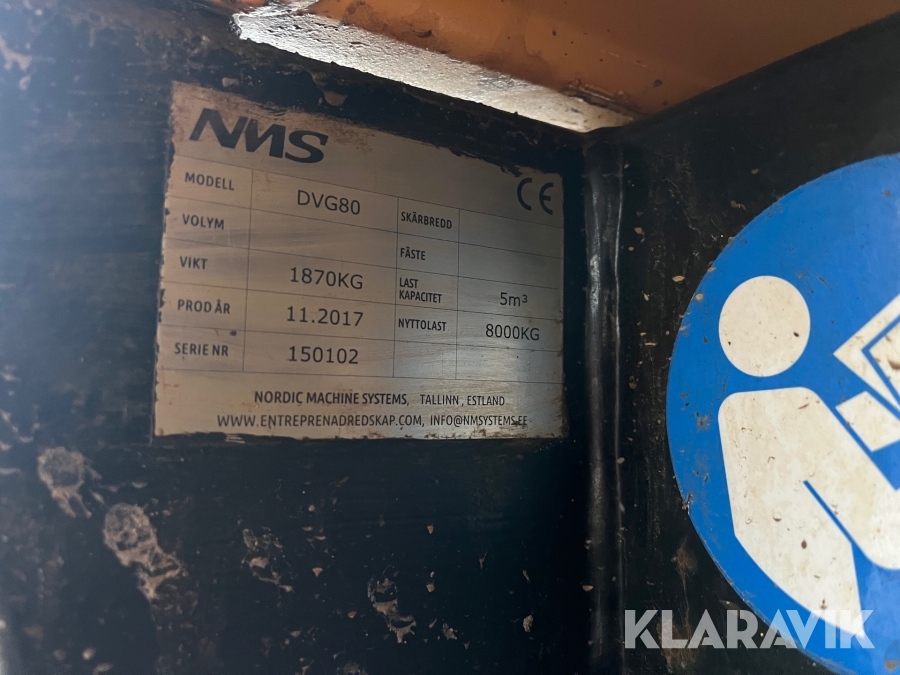 NMS
CE
MODELL DVG80 SKÄRBREDD
VOLYM FÄSTE
VIKT 1870KG LAST KAPACITET 5m³
PROD ÅR 11.2017 NYTTOLAST 8000KG
SERIE NR 150102
NORDIC MACHINE SYSTEMS, TALLINN, ESTLAND
WWW.ENTREPRENADREDSKAP.COM, INFO@NMSYSTEMS.EE
KLARAVIK